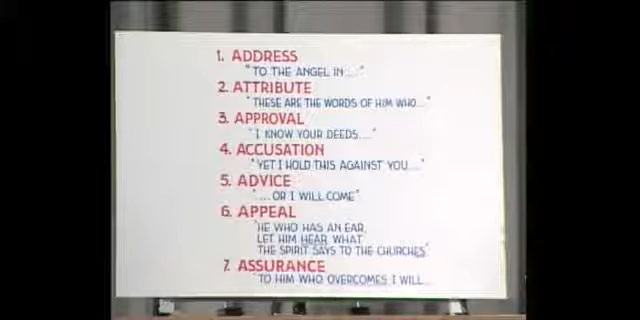 1. ADDRESS
"TO THE ANGEL IN...."
2. ATTRIBUTE
"THESE ARE THE WORDS OF HIM WHO..."
3. APPROVAL
"I KNOW YOUR DEEDS...."
4. ACCUSATION
"YET I HOLD THIS AGAINST YOU...."
5. ADVICE
".... OR I WILL COME"
6. APPEAL
"HE WHO HAS AN EAR,
LET HIM HEAR WHAT
THE SPIRIT SAYS TO THE CHURCHES"
7. ASSURANCE
"TO HIM WHO OVERCOMES I WILL...